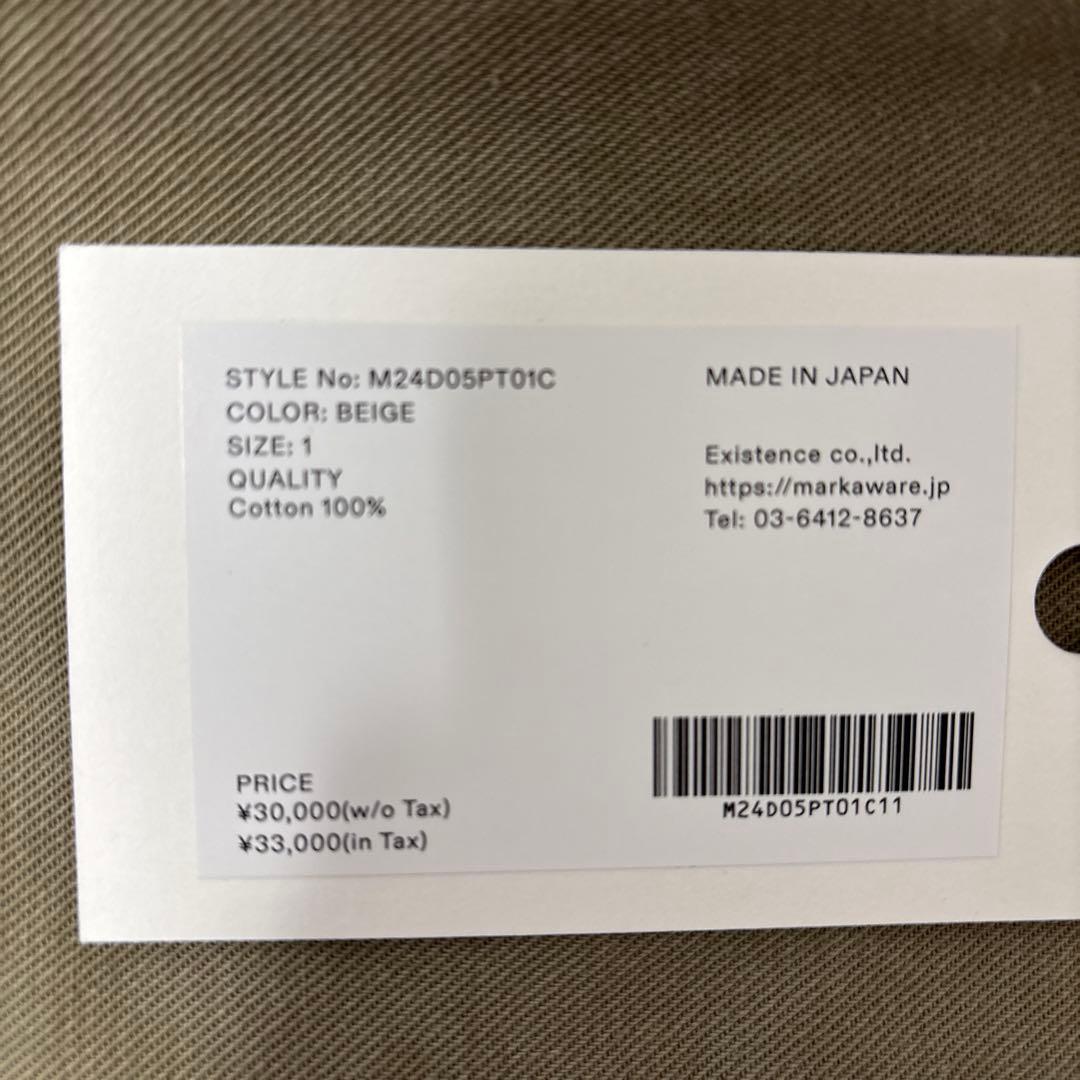 STYLE No: M24D05PT01C
COLOR: BEIGE
SIZE: 1
QUALITY
Cotton 100%
MADE IN JAPAN
Existence co.,ltd.
https://markaware.jp
Tel: 03-6412-8637
PRICE
¥30,000(w/o Tax)
¥33,000(in Tax)
M24D05PT01C11